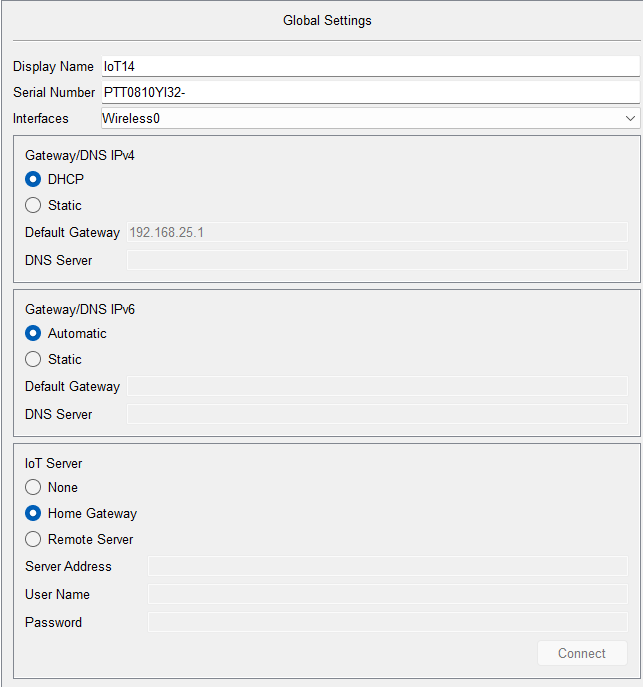 Global Settings
Display Name IoT14
Serial Number PTT0810YI32-
Interfaces Wireless0
Gateway/DNS IPv4
DHCP
Static
Default Gateway 192.168.25.1
DNS Server
Gateway/DNS IPv6
Automatic
Static
Default Gateway
DNS Server
IoT Server
None
Home Gateway
Remote Server
Server Address
User Name
Password
Connect